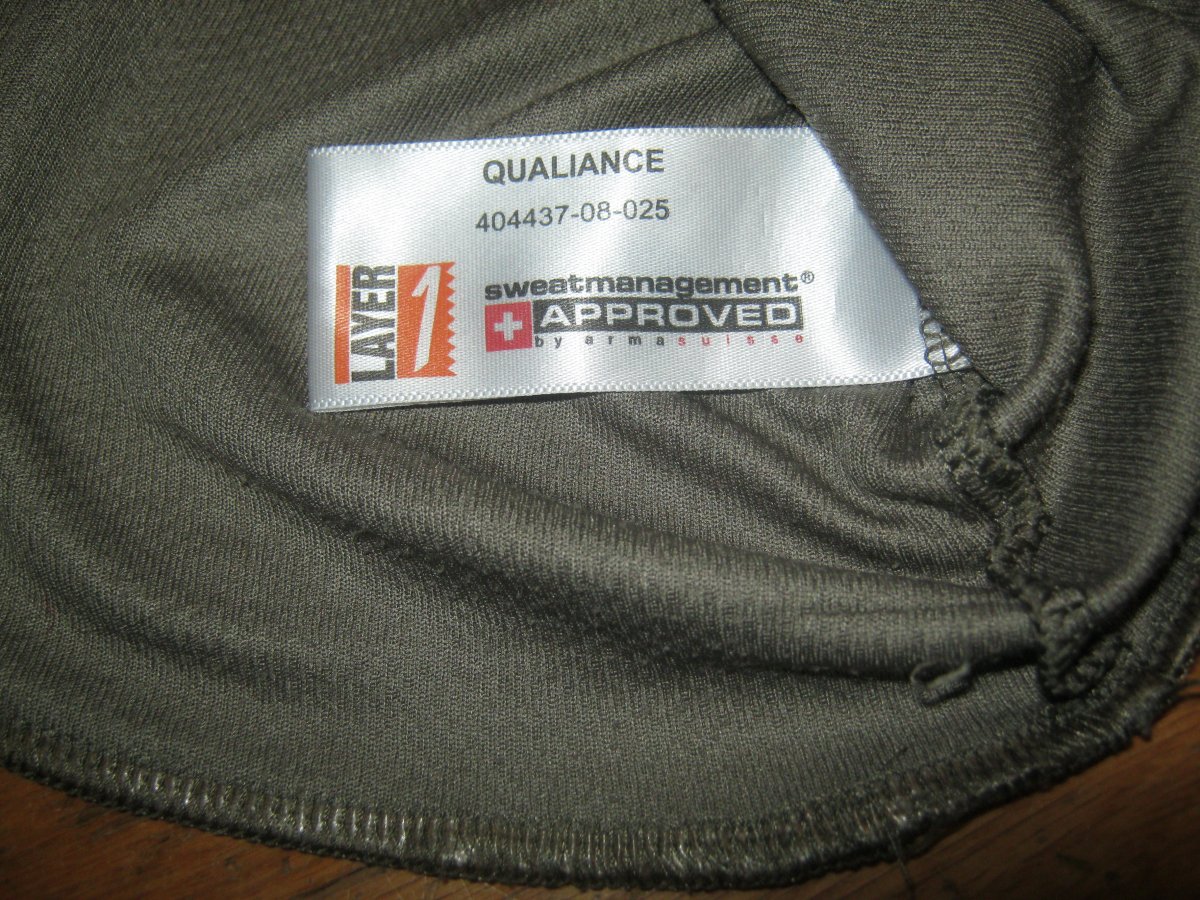 QUALIANCE
404437-08-025
LAYER 1
sweatmanagement®
APPROVED
by armasuisse